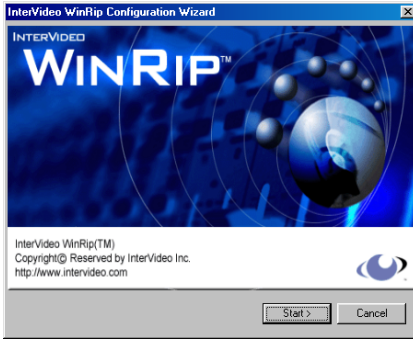 InterVideo WinRip Configuration Wizard
INTERVIDEO
WINRIP™
InterVideo WinRip(TM)
Copyright© Reserved by InterVideo Inc.
http://www.intervideo.com
Start >
Cancel